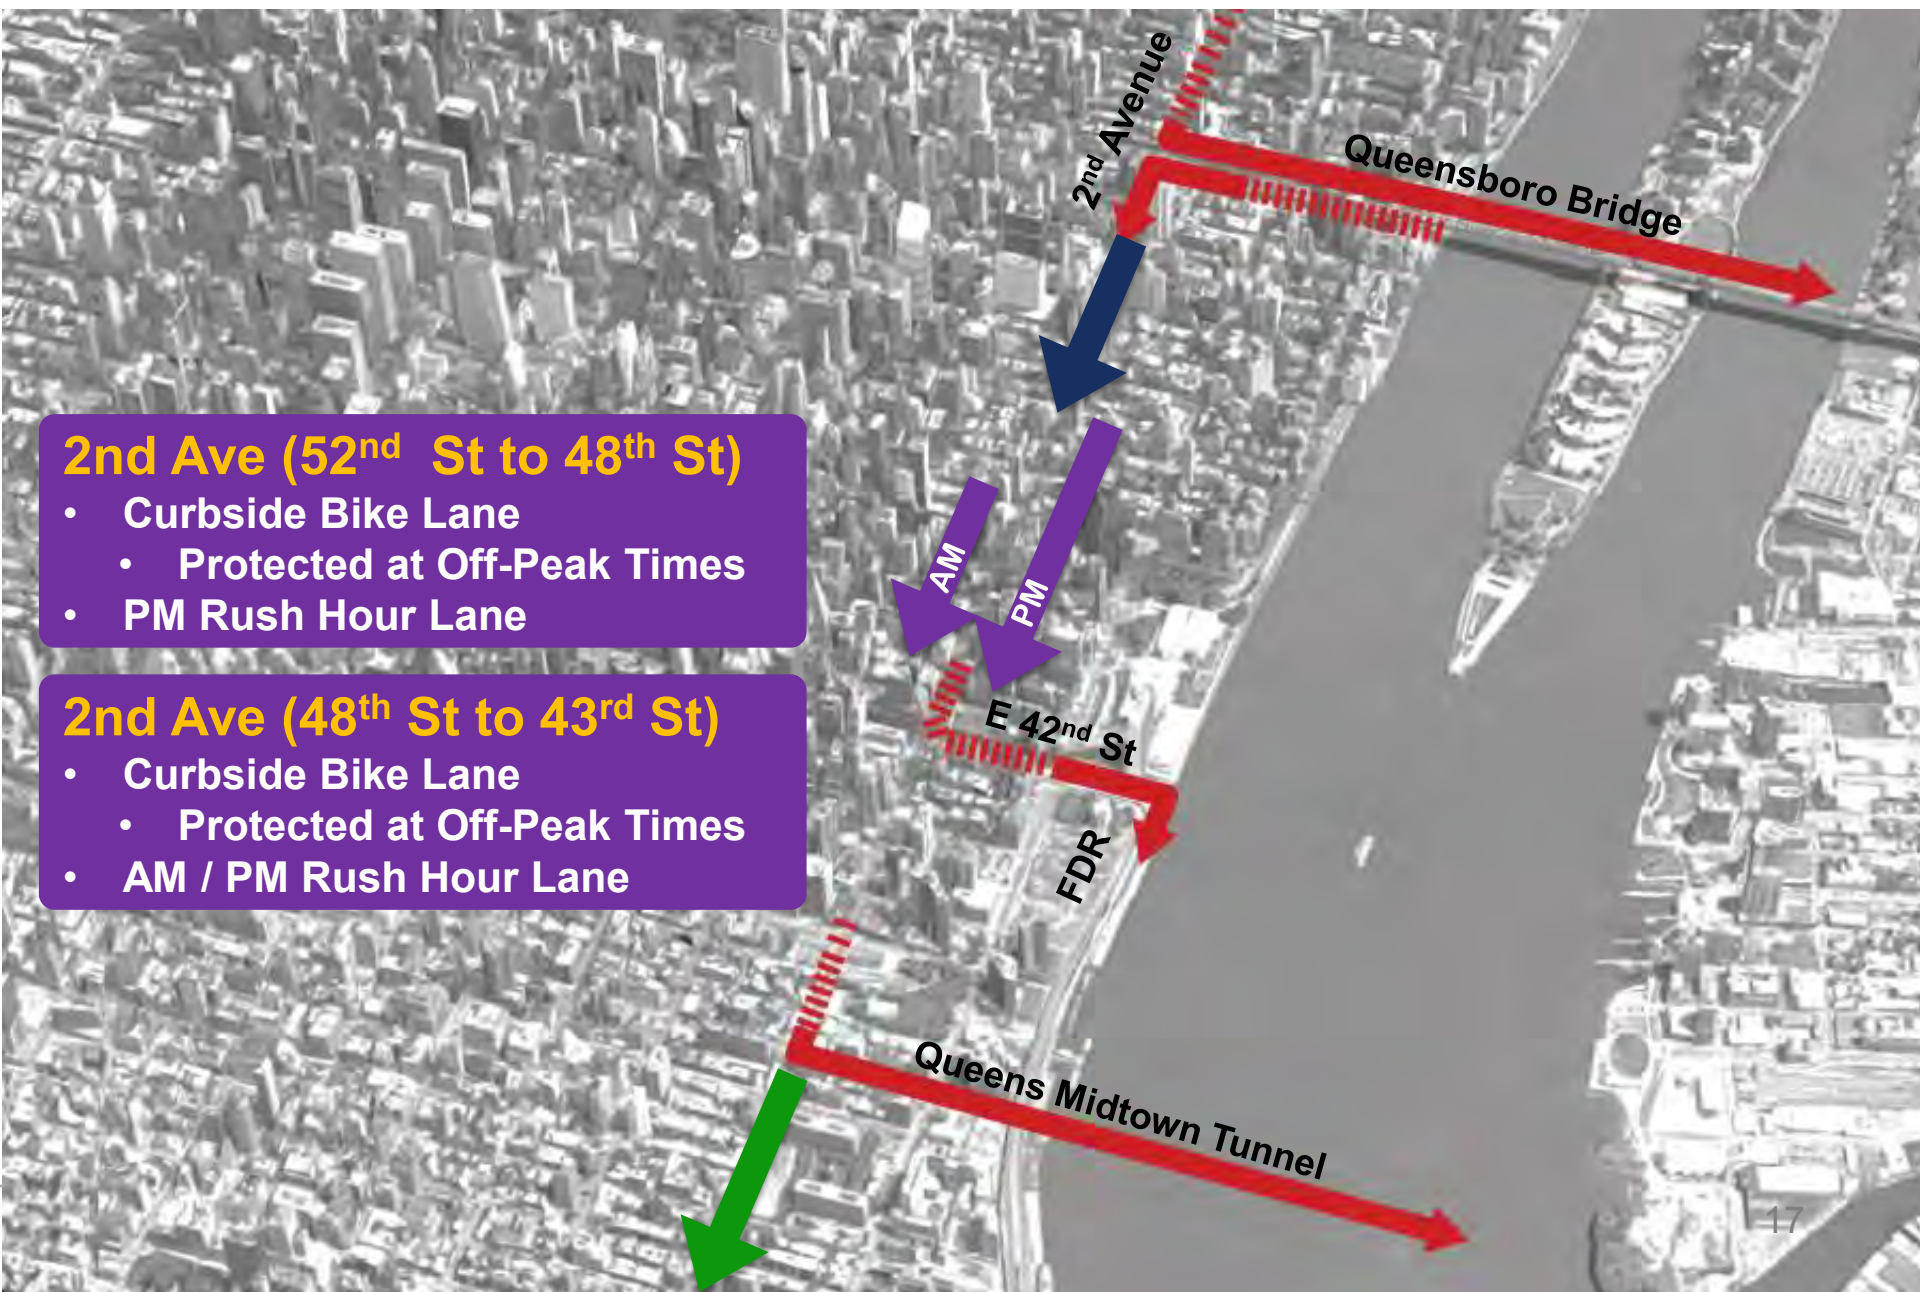 2nd Avenue
Queensboro Bridge
2nd Ave (52nd St to 48th St)
• Curbside Bike Lane
• Protected at Off-Peak Times
• PM Rush Hour Lane
AM
PM
2nd Ave (48th St to 43rd St)
• Curbside Bike Lane
• Protected at Off-Peak Times
• AM / PM Rush Hour Lane
E 42nd St
FDR
Queens Midtown Tunnel
17